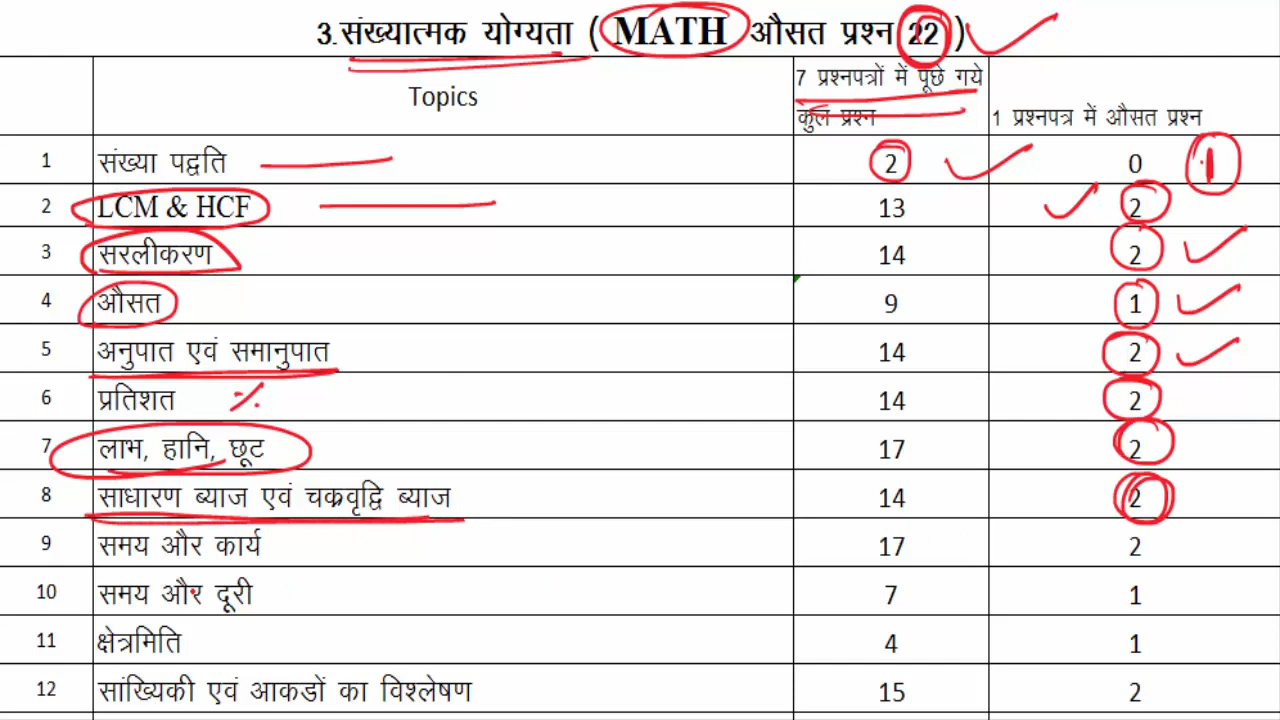 3.संख्यात्मक योग्यता ( MATH औसत प्रश्न 22 )
Topics
7 प्रश्नपत्रों में पूछे गये
कुल प्रश्न
1 प्रश्नपत्र में औसत प्रश्न
1 संख्या पद्वति 2 0 1
2 LCM & HCF 13 2
3 सरलीकरण 14 2
4 औसत 9 1
5 अनुपात एवं समानुपात 14 2
6 प्रतिशत % 14 2
7 लाभ, हानि, छूट 17 2
8 साधारण ब्याज एवं चक्रवृद्वि ब्याज 14 2
9 समय और कार्य 17 2
10 समय और दूरी 7 1
11 क्षेत्रमिति 4 1
12 सांख्यिकी एवं आकडों का विश्लेषण 15 2